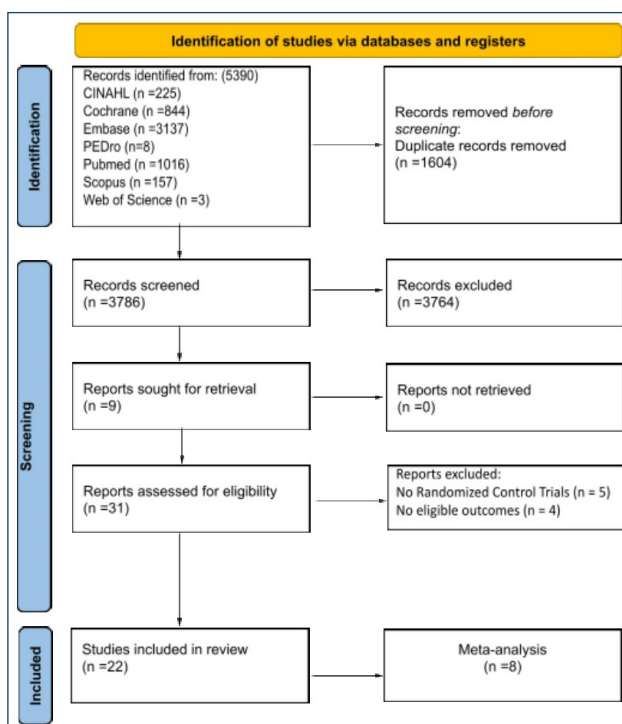 Identification of studies via databases and registers
Identification
Records identified from: (5390)
CINAHL (n =225)
Cochrane (n =844)
Embase (n =3137)
PEDro (n=8)
Pubmed (n =1016)
Scopus (n =157)
Web of Science (n =3)
Records removed before
screening:
Duplicate records removed
(n =1604)
Screening
Records screened
(n =3786)
Records excluded
(n =3764)
Reports sought for retrieval
(n =9)
Reports not retrieved
(n =0)
Reports assessed for eligibility
(n =31)
Reports excluded:
No Randomized Control Trials (n = 5)
No eligible outcomes (n = 4)
Included
Studies included in review
(n =22)
Meta-analysis
(n =8)